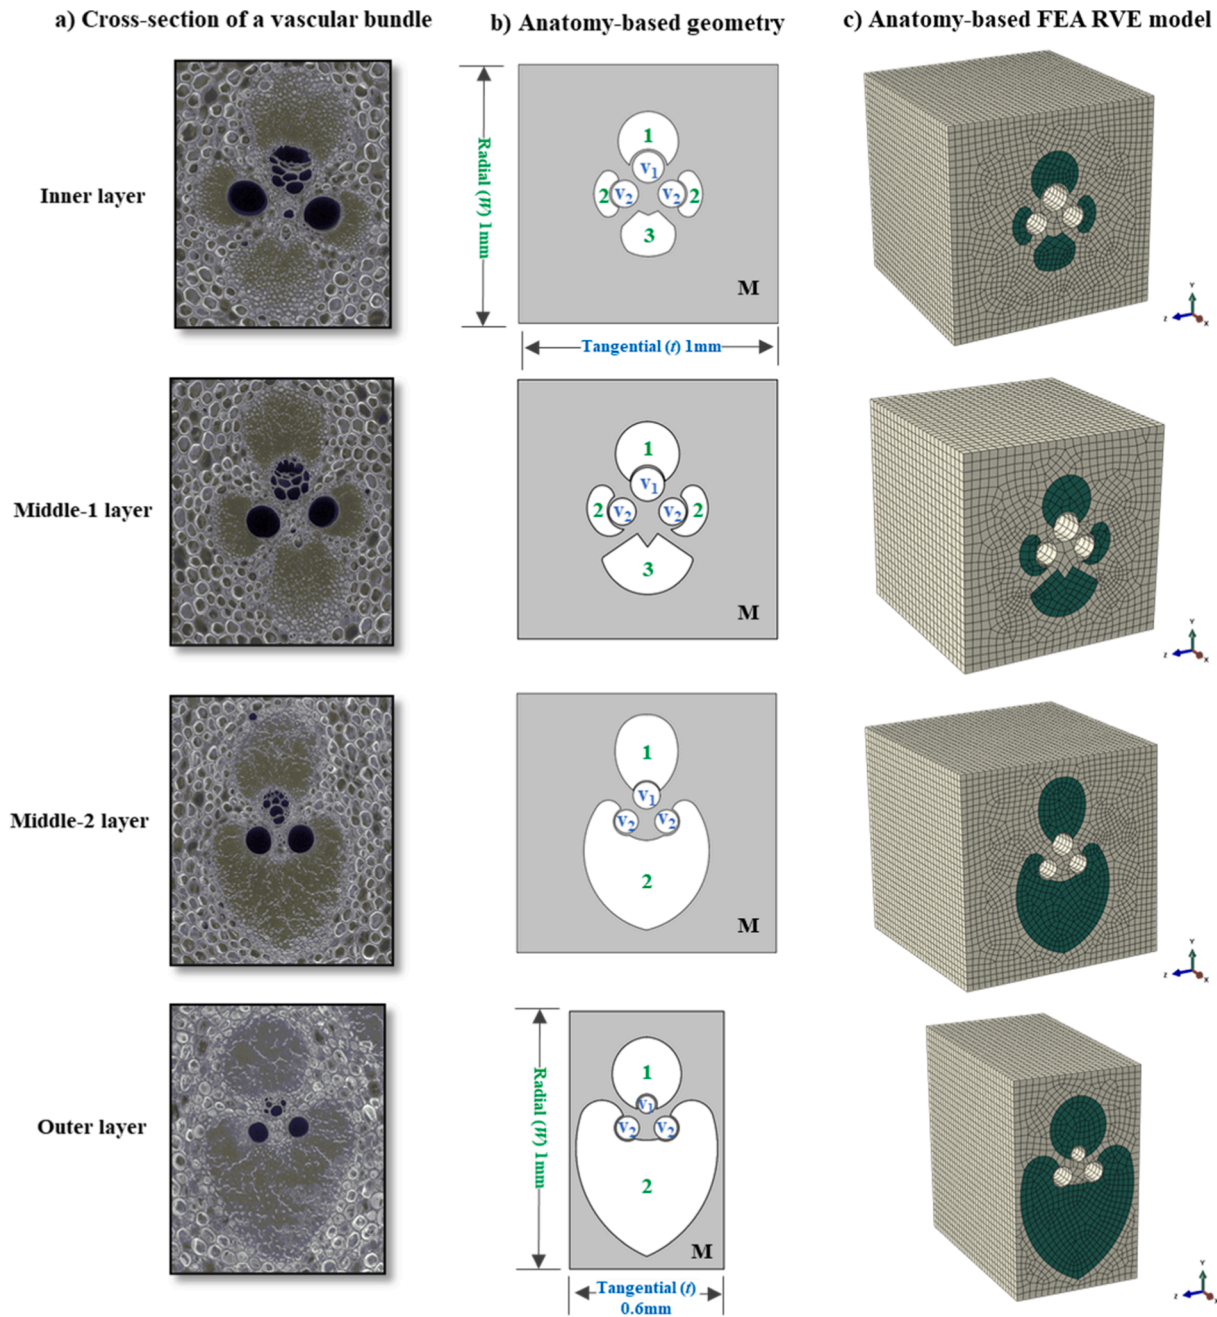 a) Cross-section of a vascular bundle
b) Anatomy-based geometry
c) Anatomy-based FEA RVE model
Inner layer
Radial (W) 1mm
1
v1
2 v2 v2 2
3
M
Tangential (t) 1mm
Y
Z X
Middle-1 layer
1
v1
2 v2 v2 2
3
M
Y
Z X
Middle-2 layer
1
v1
v2 v2
2
M
Y
Z X
Outer layer
Radial (W) 1mm
1
v1
v2 v2
2
M
Tangential (t)
0.6mm
Y
Z X